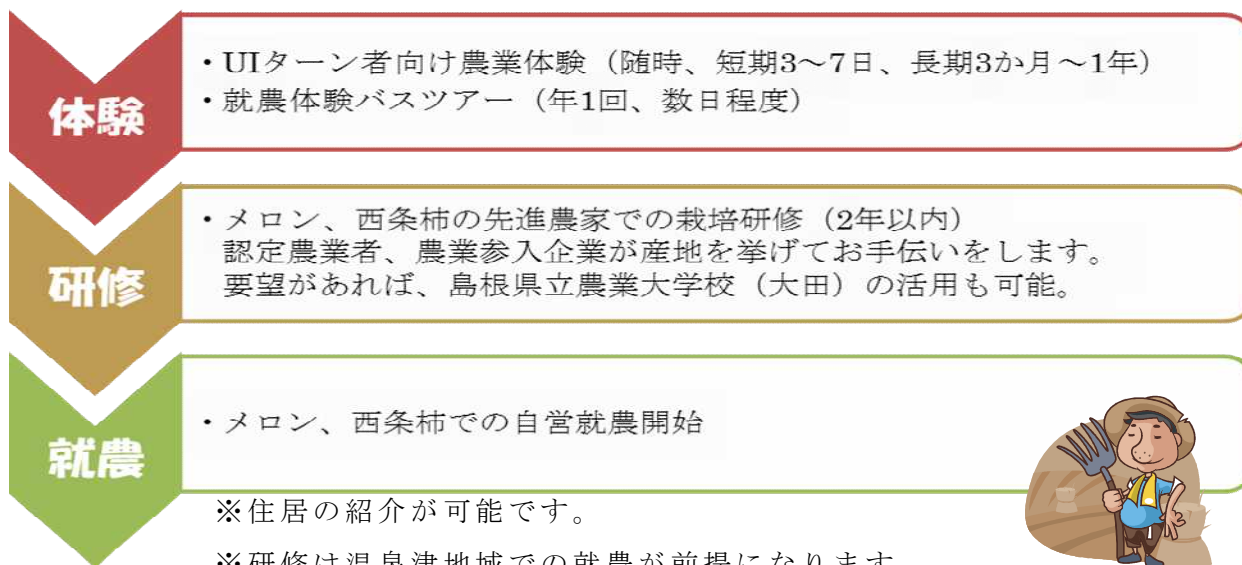 体験
・UIターン者向け農業体験（随時、短期3～7日、長期3か月～1年）
・就農体験バスツアー（年1回、数日程度）
研修
・メロン、西条柿の先進農家での栽培研修（2年以内）
認定農業者、農業参入企業が産地を挙げてお手伝いをします。
要望があれば、島根県立農業大学校（大田）の活用も可能。
就農
・メロン、西条柿での自営就農開始
※住居の紹介が可能です。
※研修は温泉津地域での就農が前提になります